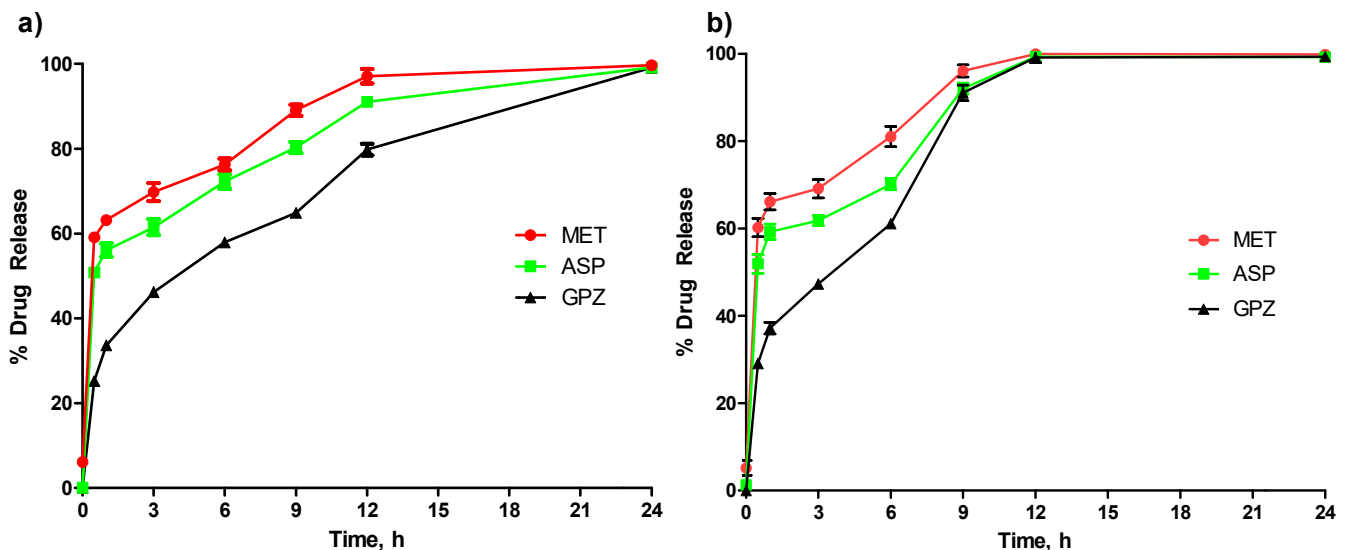 a)
% Drug Release
100
80
60
40
20
0
MET
ASP
GPZ
0 3 6 9 12 15 18 21 24
Time, h
b)
% Drug Release
100
80
60
40
20
0
MET
ASP
GPZ
0 3 6 9 12 15 18 21 24
Time, h